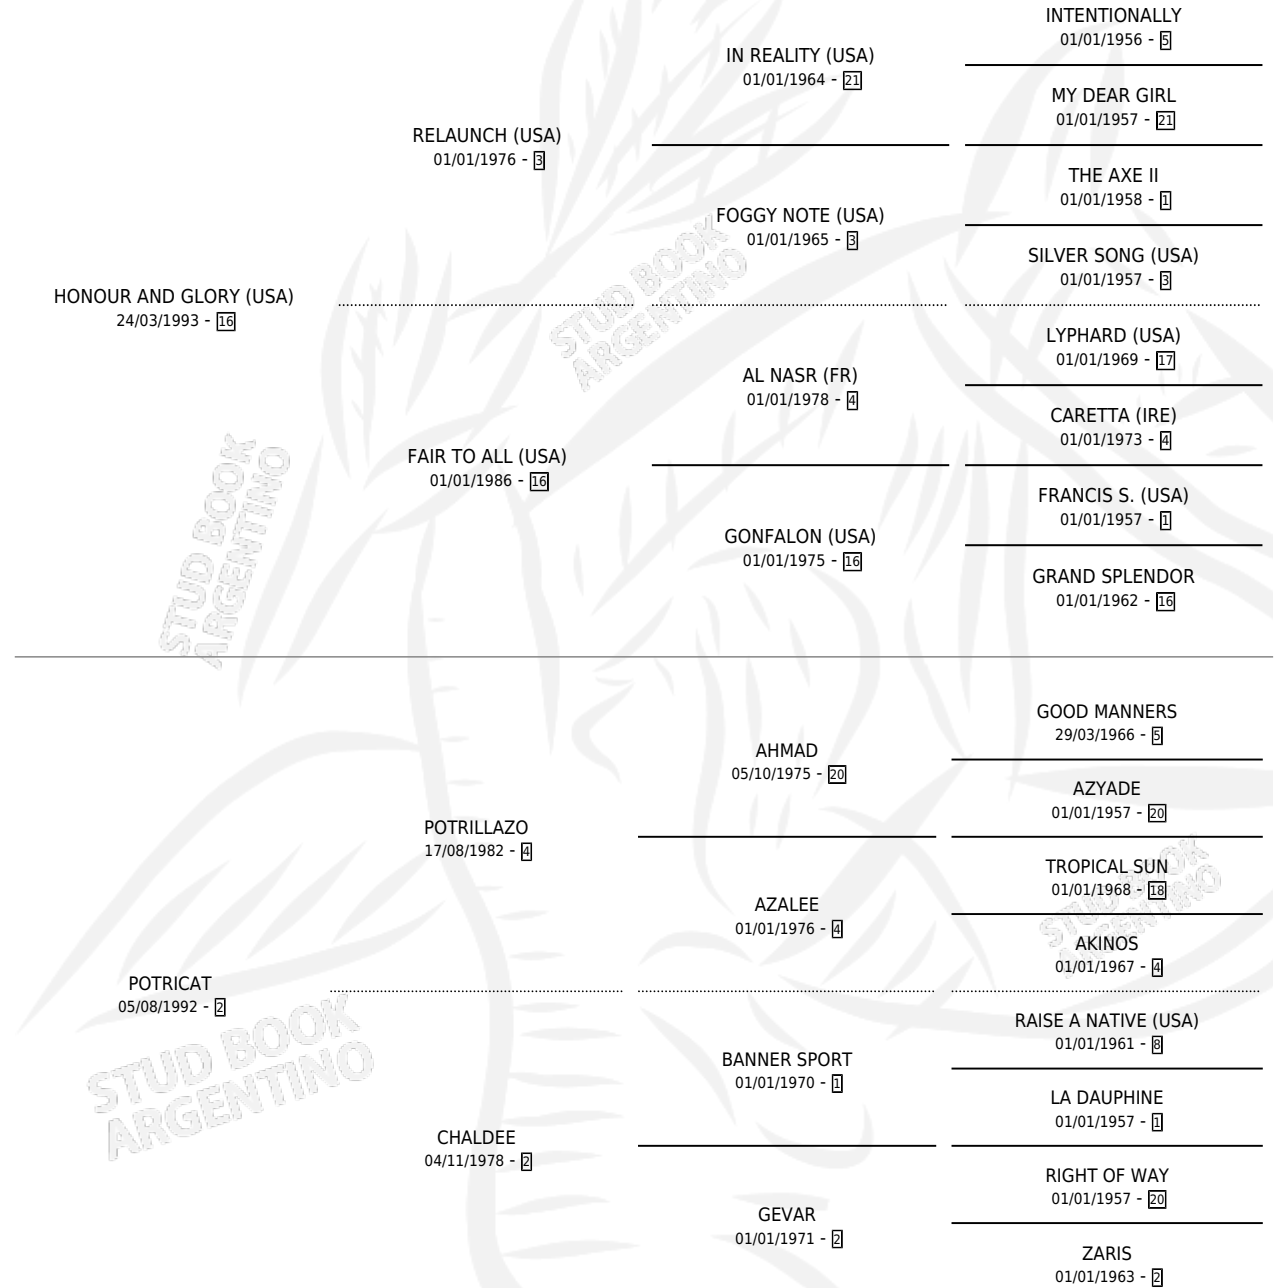 INTENTIONALLY
01/01/1956 - 5
IN REALITY (USA)
01/01/1964 - 21
MY DEAR GIRL
01/01/1957 - 21
RELAUNCH (USA)
01/01/1976 - 3
THE AXE II
01/01/1958 - 1
FOGGY NOTE (USA)
01/01/1965 - 3
SILVER SONG (USA)
01/01/1957 - 3
HONOUR AND GLORY (USA)
24/03/1993 - 16
LYPHARD (USA)
01/01/1969 - 17
AL NASR (FR)
01/01/1978 - 4
CARETTA (IRE)
01/01/1973 - 4
FAIR TO ALL (USA)
01/01/1986 - 16
FRANCIS S. (USA)
01/01/1957 - 1
GONFALON (USA)
01/01/1975 - 16
GRAND SPLENDOR
01/01/1962 - 16
GOOD MANNERS
29/03/1966 - 5
AHMAD
05/10/1975 - 20
AZYADE
01/01/1957 - 20
POTRILLAZO
17/08/1982 - 4
TROPICAL SUN
01/01/1968 - 18
AZALEE
01/01/1976 - 4
AKINOS
01/01/1967 - 4
POTRICAT
05/08/1992 - 2
RAISE A NATIVE (USA)
01/01/1961 - 8
BANNER SPORT
01/01/1970 - 1
LA DAUPHINE
01/01/1957 - 1
CHALDEE
04/11/1978 - 2
RIGHT OF WAY
01/01/1957 - 20
GEVAR
01/01/1971 - 2
ZARIS
01/01/1963 - 2
STUD BOOK
ARGENTINO
STUD BOOK
ARGENTINO
STUD BOOK
ARGENTINO
STUD BOOK
ARGENTINO